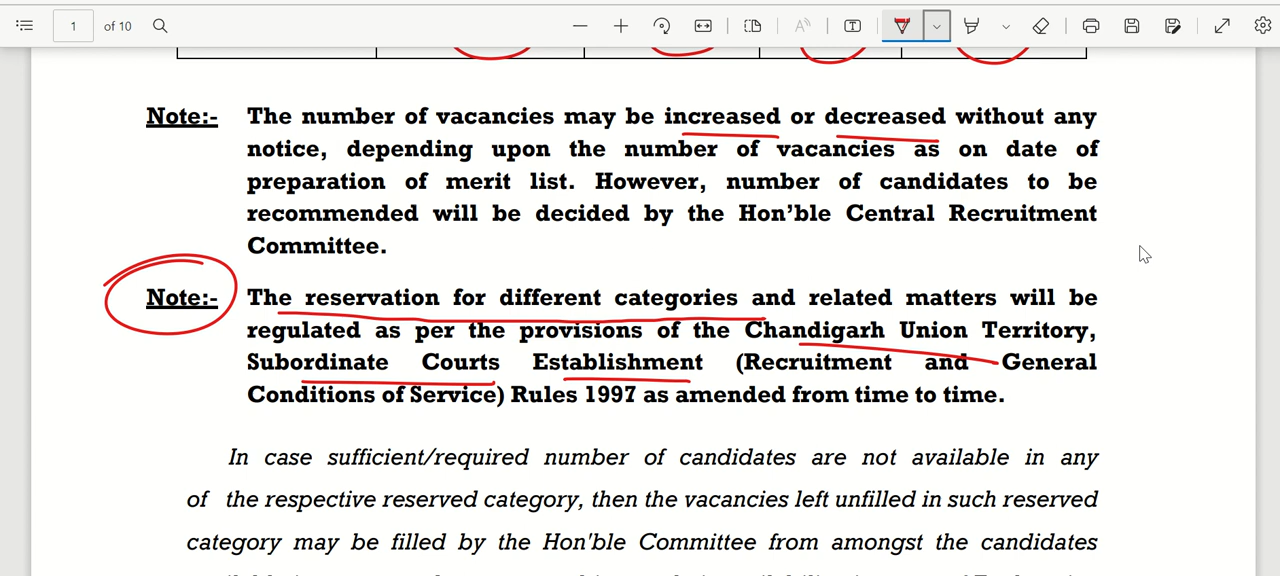 1 of 10
Note:- The number of vacancies may be increased or decreased without any
notice, depending upon the number of vacancies as on date of
preparation of merit list. However, number of candidates to be
recommended will be decided by the Hon’ble Central Recruitment
Committee.
Note:- The reservation for different categories and related matters will be
regulated as per the provisions of the Chandigarh Union Territory,
Subordinate Courts Establishment (Recruitment and General
Conditions of Service) Rules 1997 as amended from time to time.
In case sufficient/required number of candidates are not available in any
of the respective reserved category, then the vacancies left unfilled in such reserved
category may be filled by the Hon'ble Committee from amongst the candidates